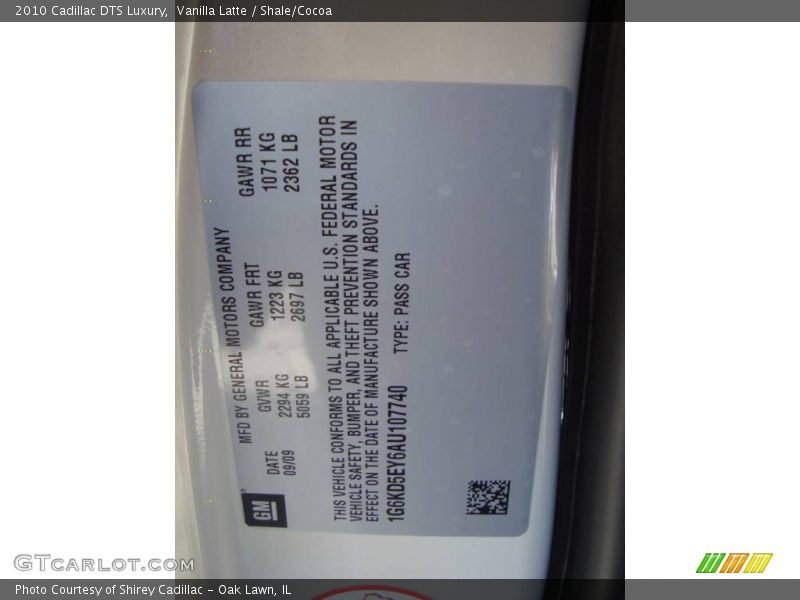 2010 Cadillac DTS Luxury, Vanilla Latte / Shale/Cocoa
MFD BY GENERAL MOTORS COMPANY
DATE GVWR GAWR FRT GAWR RR
09/09 2294 KG 1223 KG 1071 KG
5059 LB 2697 LB 2362 LB
THIS VEHICLE CONFORMS TO ALL APPLICABLE U.S. FEDERAL MOTOR
VEHICLE SAFETY, BUMPER, AND THEFT PREVENTION STANDARDS IN
EFFECT ON THE DATE OF MANUFACTURE SHOWN ABOVE.
1G6KD5EY6AU107740 TYPE: PASS CAR
GM
GTcarlot.com
Photo Courtesy of Shirey Cadillac - Oak Lawn, IL